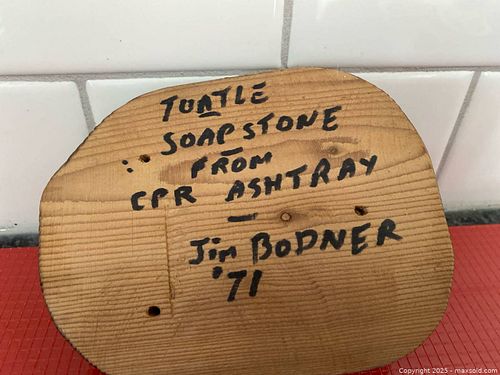 TURTLE
SOAPSTONE
FROM
CPR ASHTRAY
—
Jim BODNER
'71
Copyright 2025 - maxsold.com